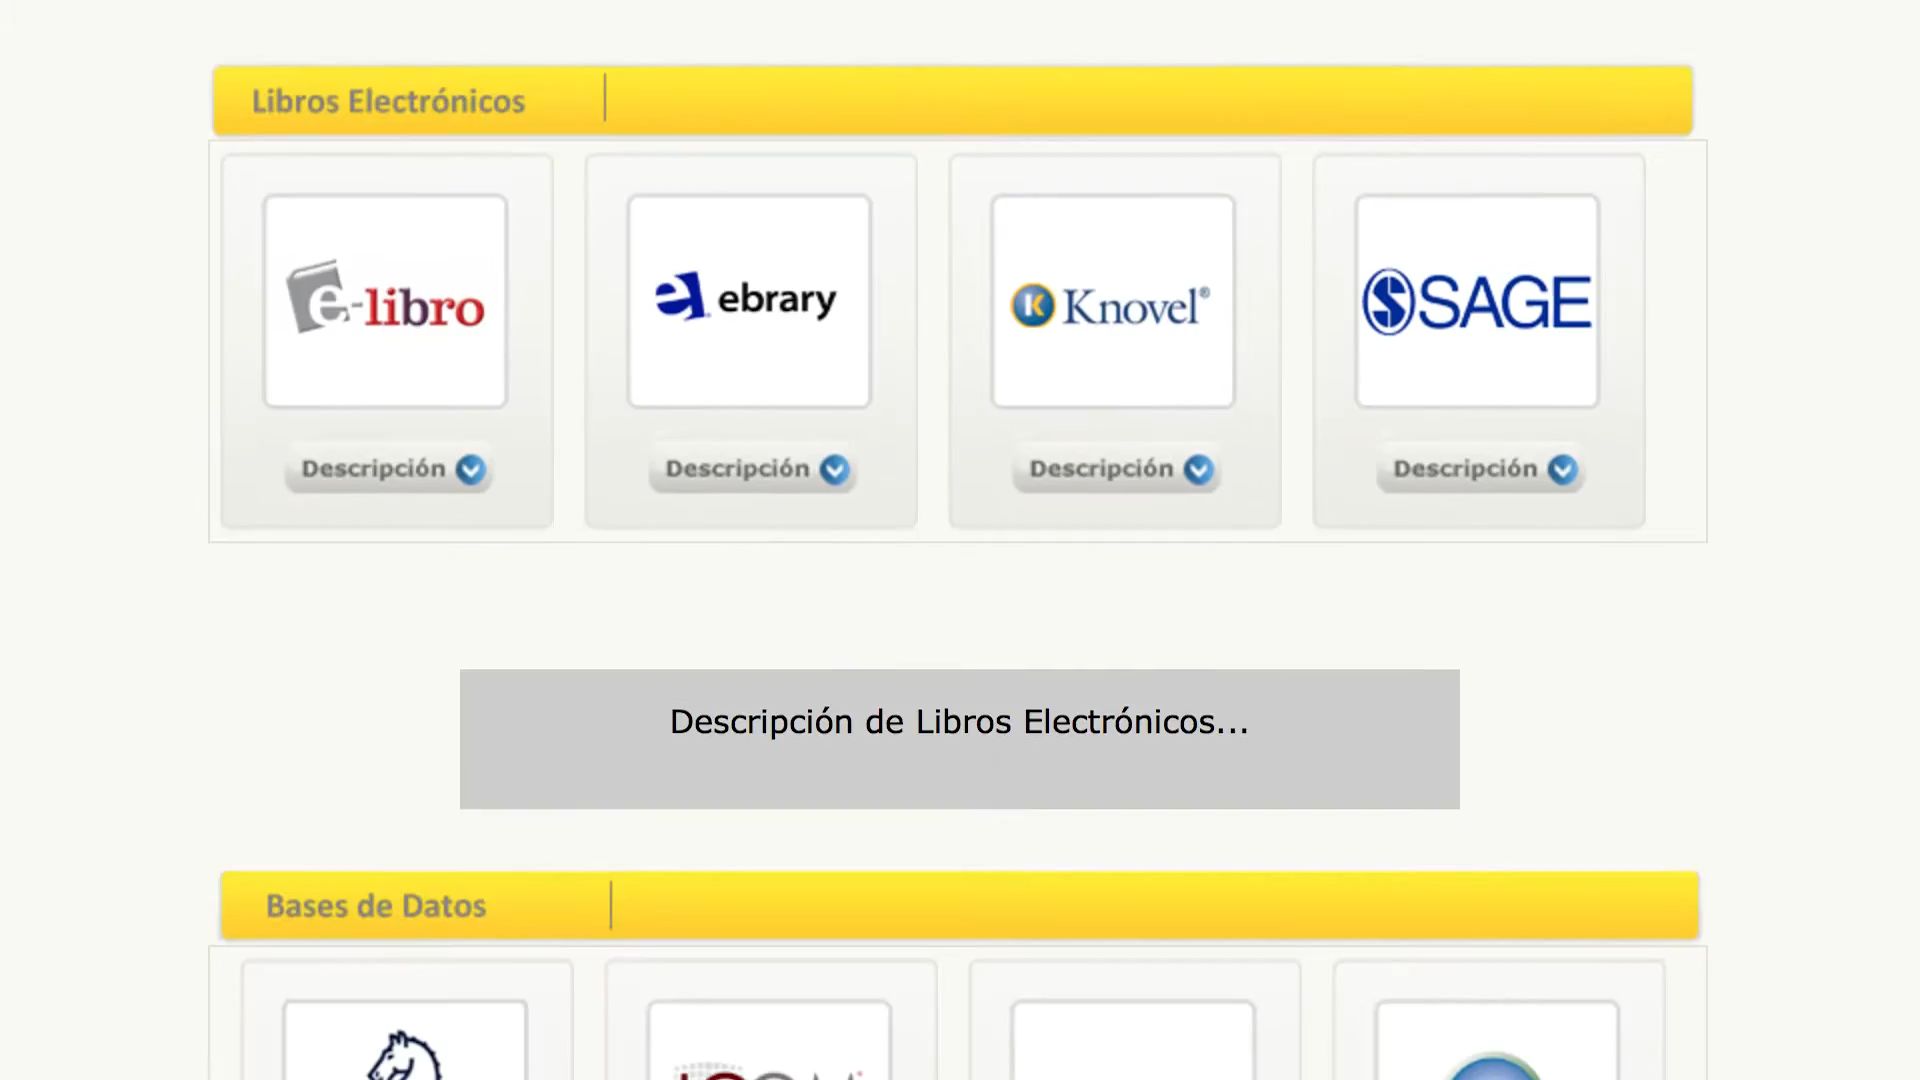 Libros Electrónicos
e-libro
ebrary
K Knovel®
SAGE
Descripción
Descripción
Descripción
Descripción
Descripción de Libros Electrónicos...
Bases de Datos